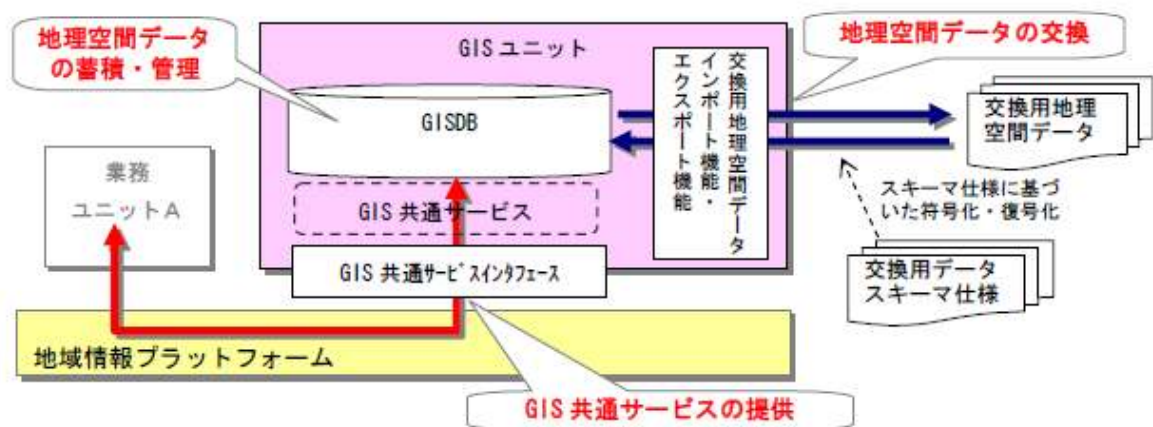 地理空間データ
の蓄積・管理
GISユニット
地理空間データの交換
GISDB
交換用地理空間データ
インポート機能・
エクスポート機能
交換用地理
空間データ
業務
ユニットA
GIS共通サービス
スキーマ仕様に基づ
いた符号化・復号化
GIS共通ｻｰﾋﾞｽｲﾝﾀﾌｪｰｽ
交換用データ
スキーマ仕様
地域情報プラットフォーム
GIS共通サービスの提供